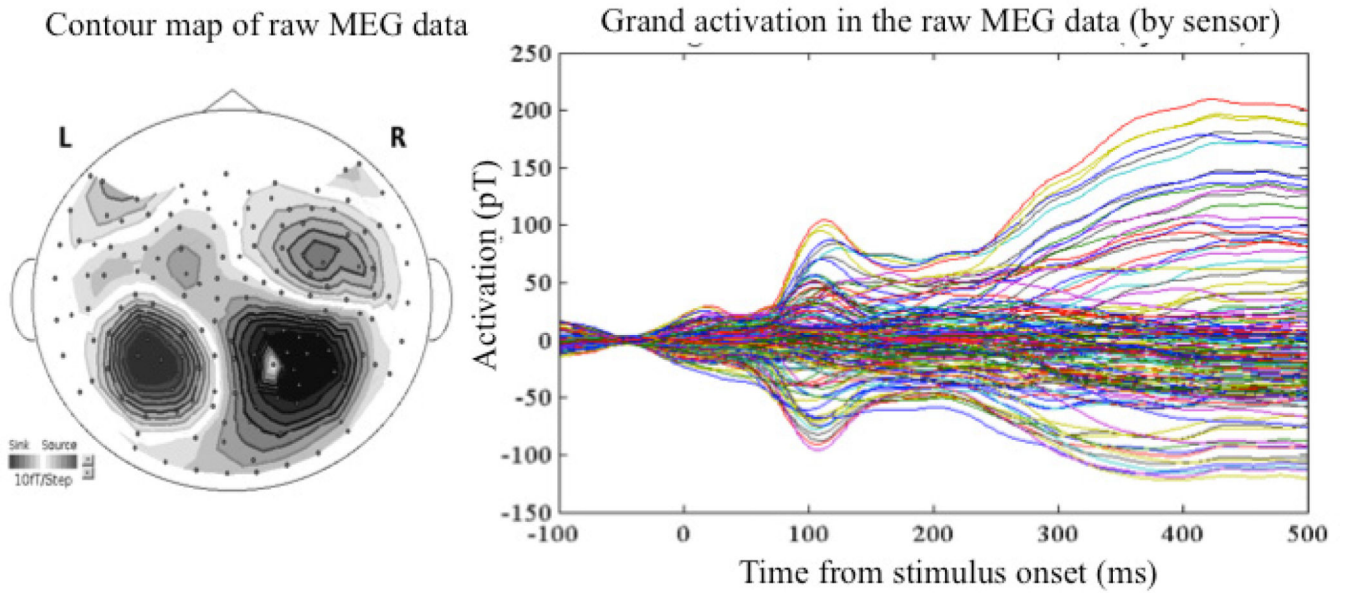 Contour map of raw MEG data
L
R
Sink Source
10fT/Step
Grand activation in the raw MEG data (by sensor)
Activation (pT)
250
200
150
100
50
0
-50
-100
-150
-100 0 100 200 300 400 500
Time from stimulus onset (ms)